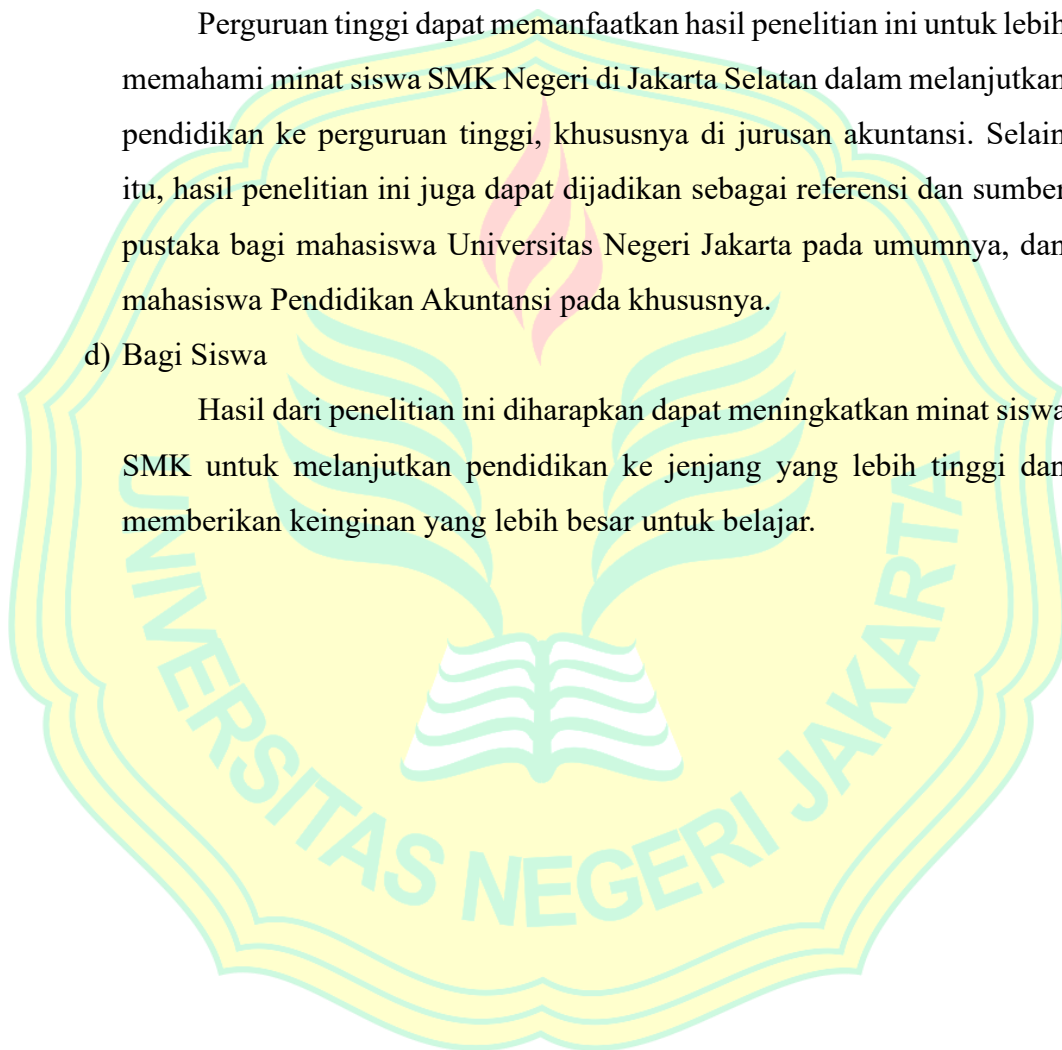 Perguruan tinggi dapat memanfaatkan hasil penelitian ini untuk lebih
memahami minat siswa SMK Negeri di Jakarta Selatan dalam melanjutkan
pendidikan ke perguruan tinggi, khususnya di jurusan akuntansi. Selain
itu, hasil penelitian ini juga dapat dijadikan sebagai referensi dan sumber
pustaka bagi mahasiswa Universitas Negeri Jakarta pada umumnya, dan
mahasiswa Pendidikan Akuntansi pada khususnya.
d) Bagi Siswa
Hasil dari penelitian ini diharapkan dapat meningkatkan minat siswa
SMK untuk melanjutkan pendidikan ke jenjang yang lebih tinggi dan
memberikan keinginan yang lebih besar untuk belajar.
UNIVERSITAS NEGERI JAKARTA